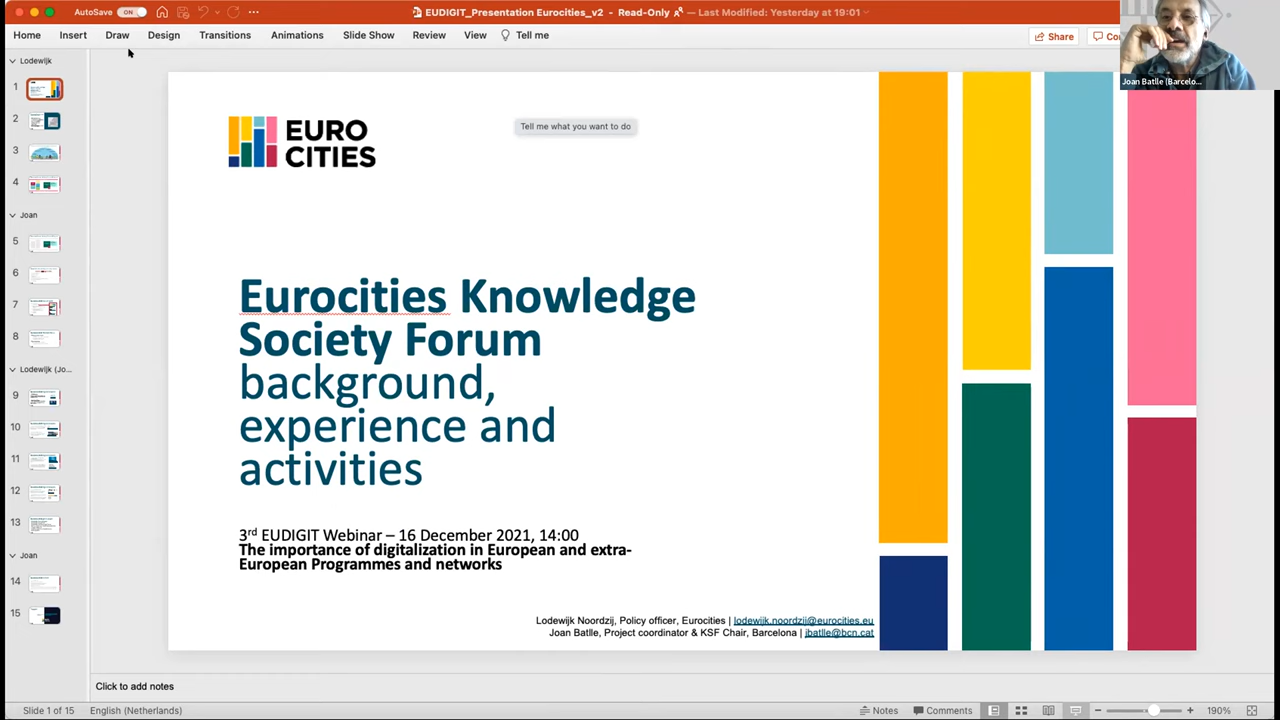 AutoSave ON
EUDIGIT_Presentation Eurocities_v2 - Read-Only
— Last Modified: Yesterday at 19:01
Home Insert Draw Design Transitions Animations Slide Show Review View Tell me
Share
Joan Batlle (Barcelo...
Lodewijk
1
2
3
4
Joan
5
6
7
8
Lodewijk (Jo...
9
10
11
12
13
Joan
14
15
EURO
CITIES
Tell me what you want to do
Eurocities Knowledge
Society Forum
background,
experience and
activities
3rd EUDIGIT Webinar – 16 December 2021, 14:00
The importance of digitalization in European and extra-
European Programmes and networks
Lodewijk Noordzij, Policy officer, Eurocities | lodewijk.noordzij@eurocities.eu
Joan Batlle, Project coordinator & KSF Chair, Barcelona | jbatlle@bcn.cat
Click to add notes
Slide 1 of 15 English (Netherlands) Notes Comments 190%